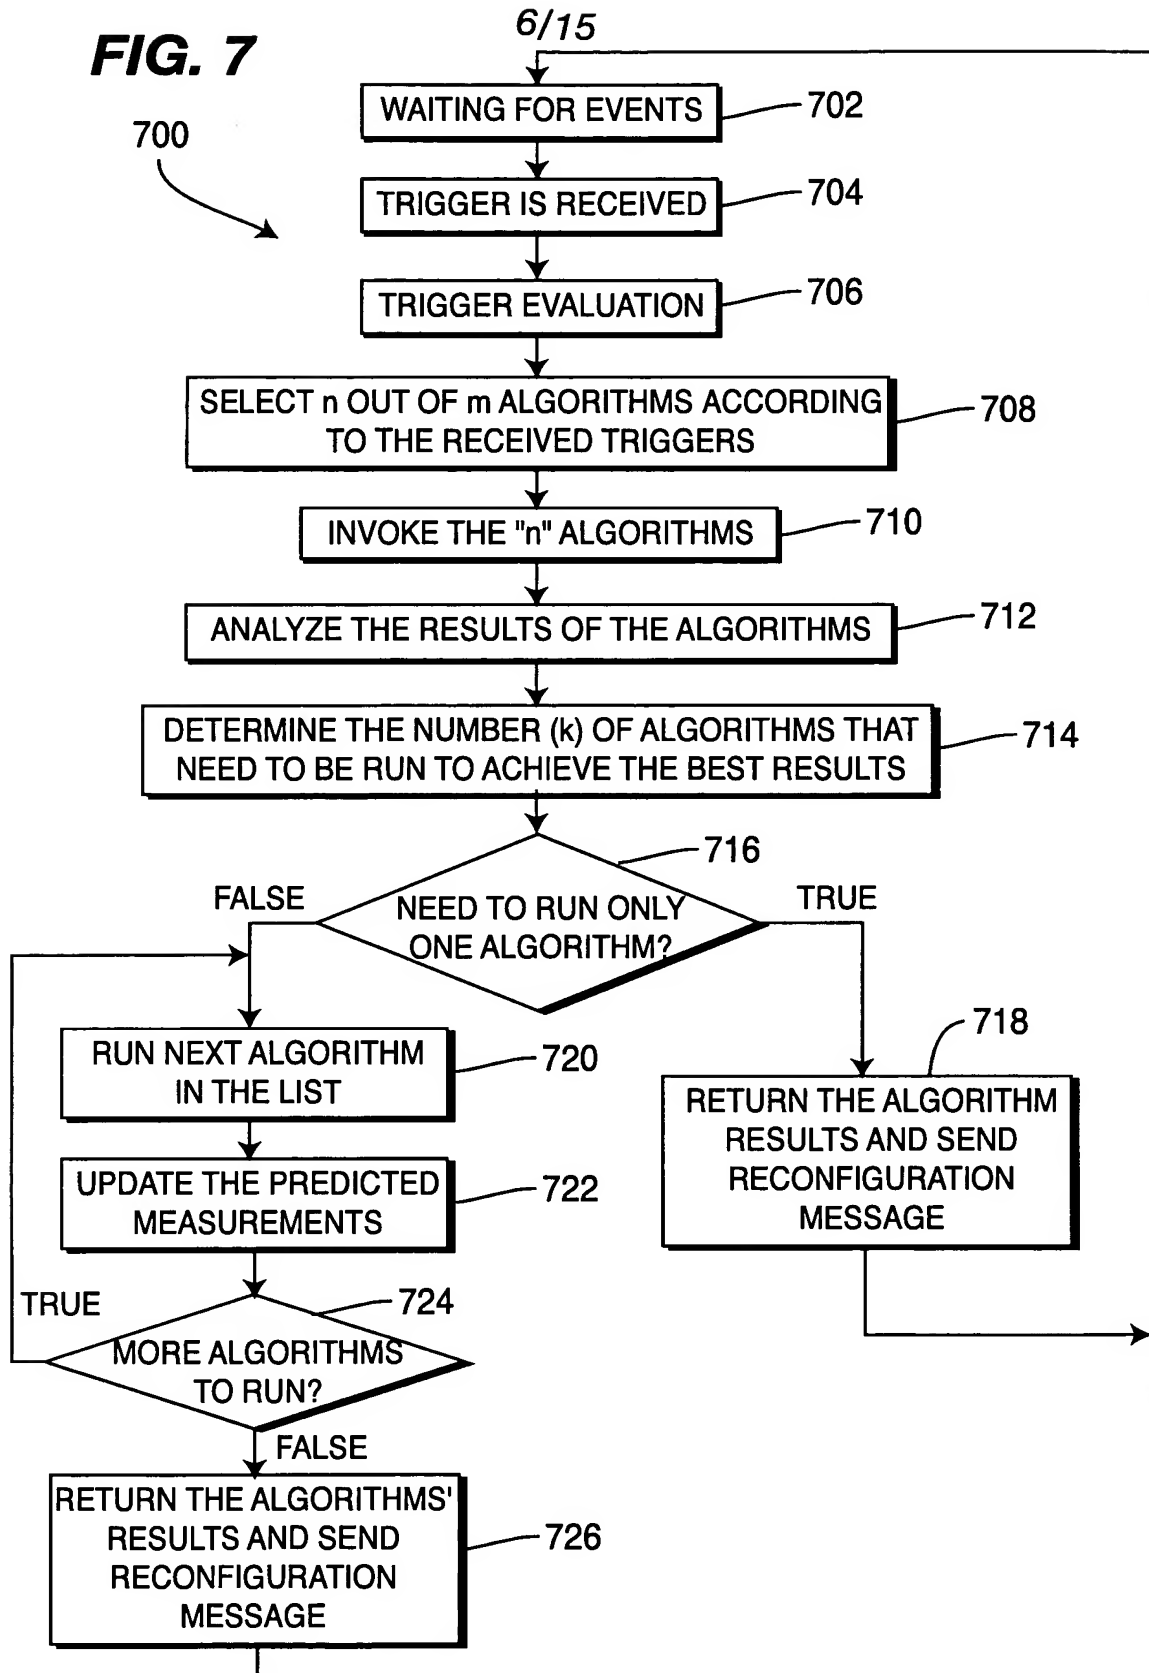 6/15
FIG. 7
700
WAITING FOR EVENTS
702
TRIGGER IS RECEIVED
704
TRIGGER EVALUATION
706
SELECT n OUT OF m ALGORITHMS ACCORDING
TO THE RECEIVED TRIGGERS
708
INVOKE THE "n" ALGORITHMS
710
ANALYZE THE RESULTS OF THE ALGORITHMS
712
DETERMINE THE NUMBER (k) OF ALGORITHMS THAT
NEED TO BE RUN TO ACHIEVE THE BEST RESULTS
714
716
FALSE
NEED TO RUN ONLY
ONE ALGORITHM?
TRUE
RUN NEXT ALGORITHM
IN THE LIST
720
718
RETURN THE ALGORITHM
RESULTS AND SEND
RECONFIGURATION
MESSAGE
UPDATE THE PREDICTED
MEASUREMENTS
722
TRUE
724
MORE ALGORITHMS
TO RUN?
FALSE
RETURN THE ALGORITHMS'
RESULTS AND SEND
RECONFIGURATION
MESSAGE
726